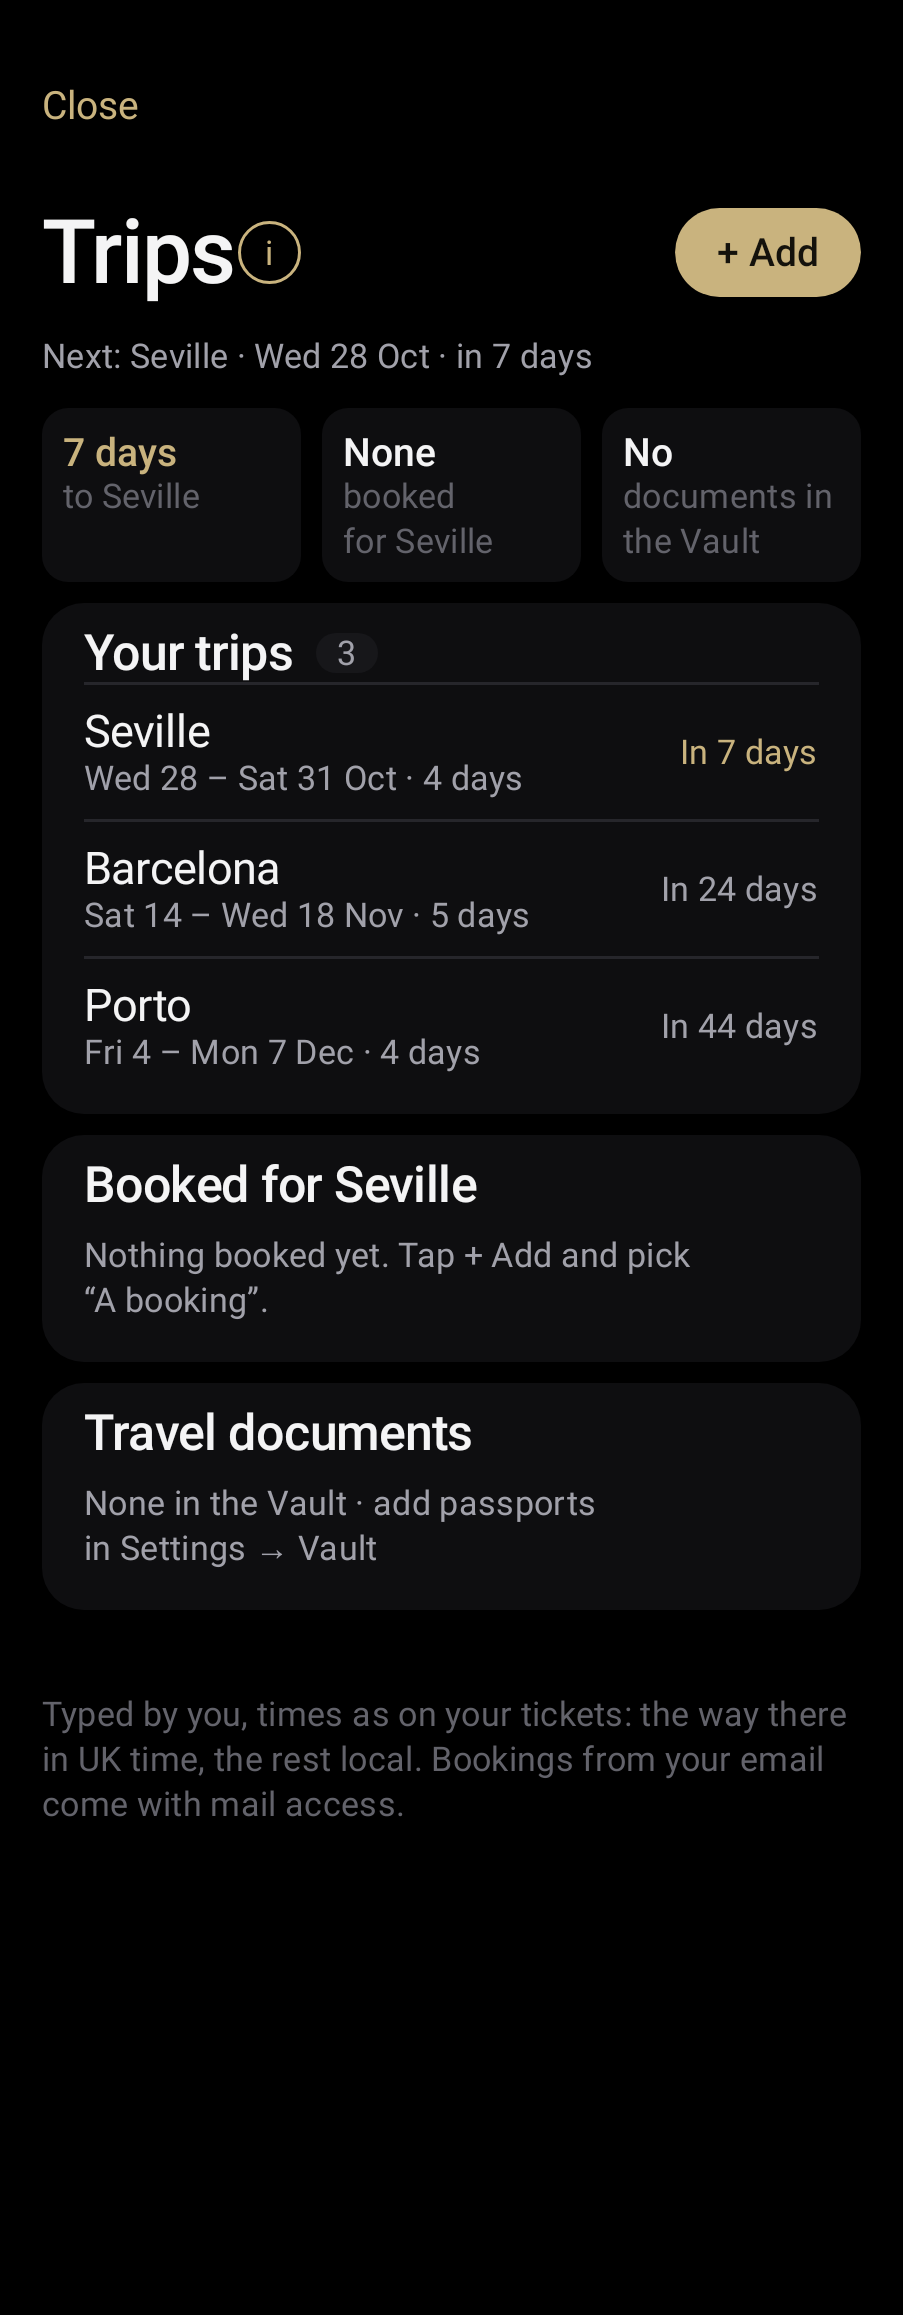 Close
Trips i
+ Add
Next: Seville · Wed 28 Oct · in 7 days
7 days
to Seville
None
booked
for Seville
No
documents in
the Vault
Your trips 3
Seville
Wed 28 – Sat 31 Oct · 4 days
In 7 days
Barcelona
Sat 14 – Wed 18 Nov · 5 days
In 24 days
Porto
Fri 4 – Mon 7 Dec · 4 days
In 44 days
Booked for Seville
Nothing booked yet. Tap + Add and pick
“A booking”.
Travel documents
None in the Vault · add passports
in Settings → Vault
Typed by you, times as on your tickets: the way there
in UK time, the rest local. Bookings from your email
come with mail access.